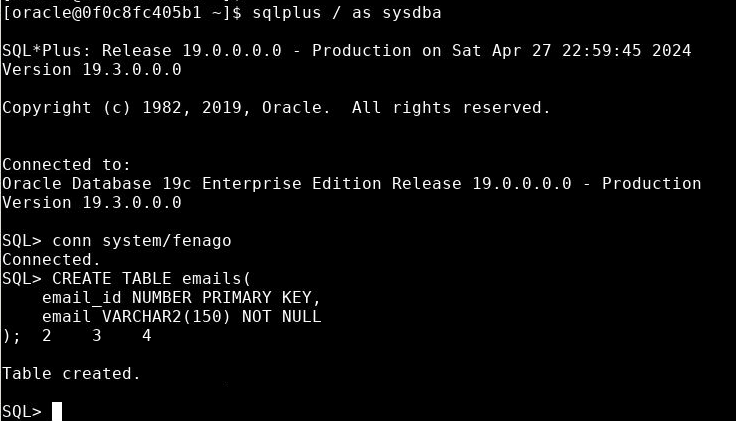 [oracle@0f0c8fc405b1 ~]$ sqlplus / as sysdba
SQL*Plus: Release 19.0.0.0.0 - Production on Sat Apr 27 22:59:45 2024
Version 19.3.0.0.0
Copyright (c) 1982, 2019, Oracle.  All rights reserved.
Connected to:
Oracle Database 19c Enterprise Edition Release 19.0.0.0.0 - Production
Version 19.3.0.0.0
SQL> conn system/fenago
Connected.
SQL> CREATE TABLE emails(
    email_id NUMBER PRIMARY KEY,
    email VARCHAR2(150) NOT NULL
);  2    3    4
Table created.
SQL>